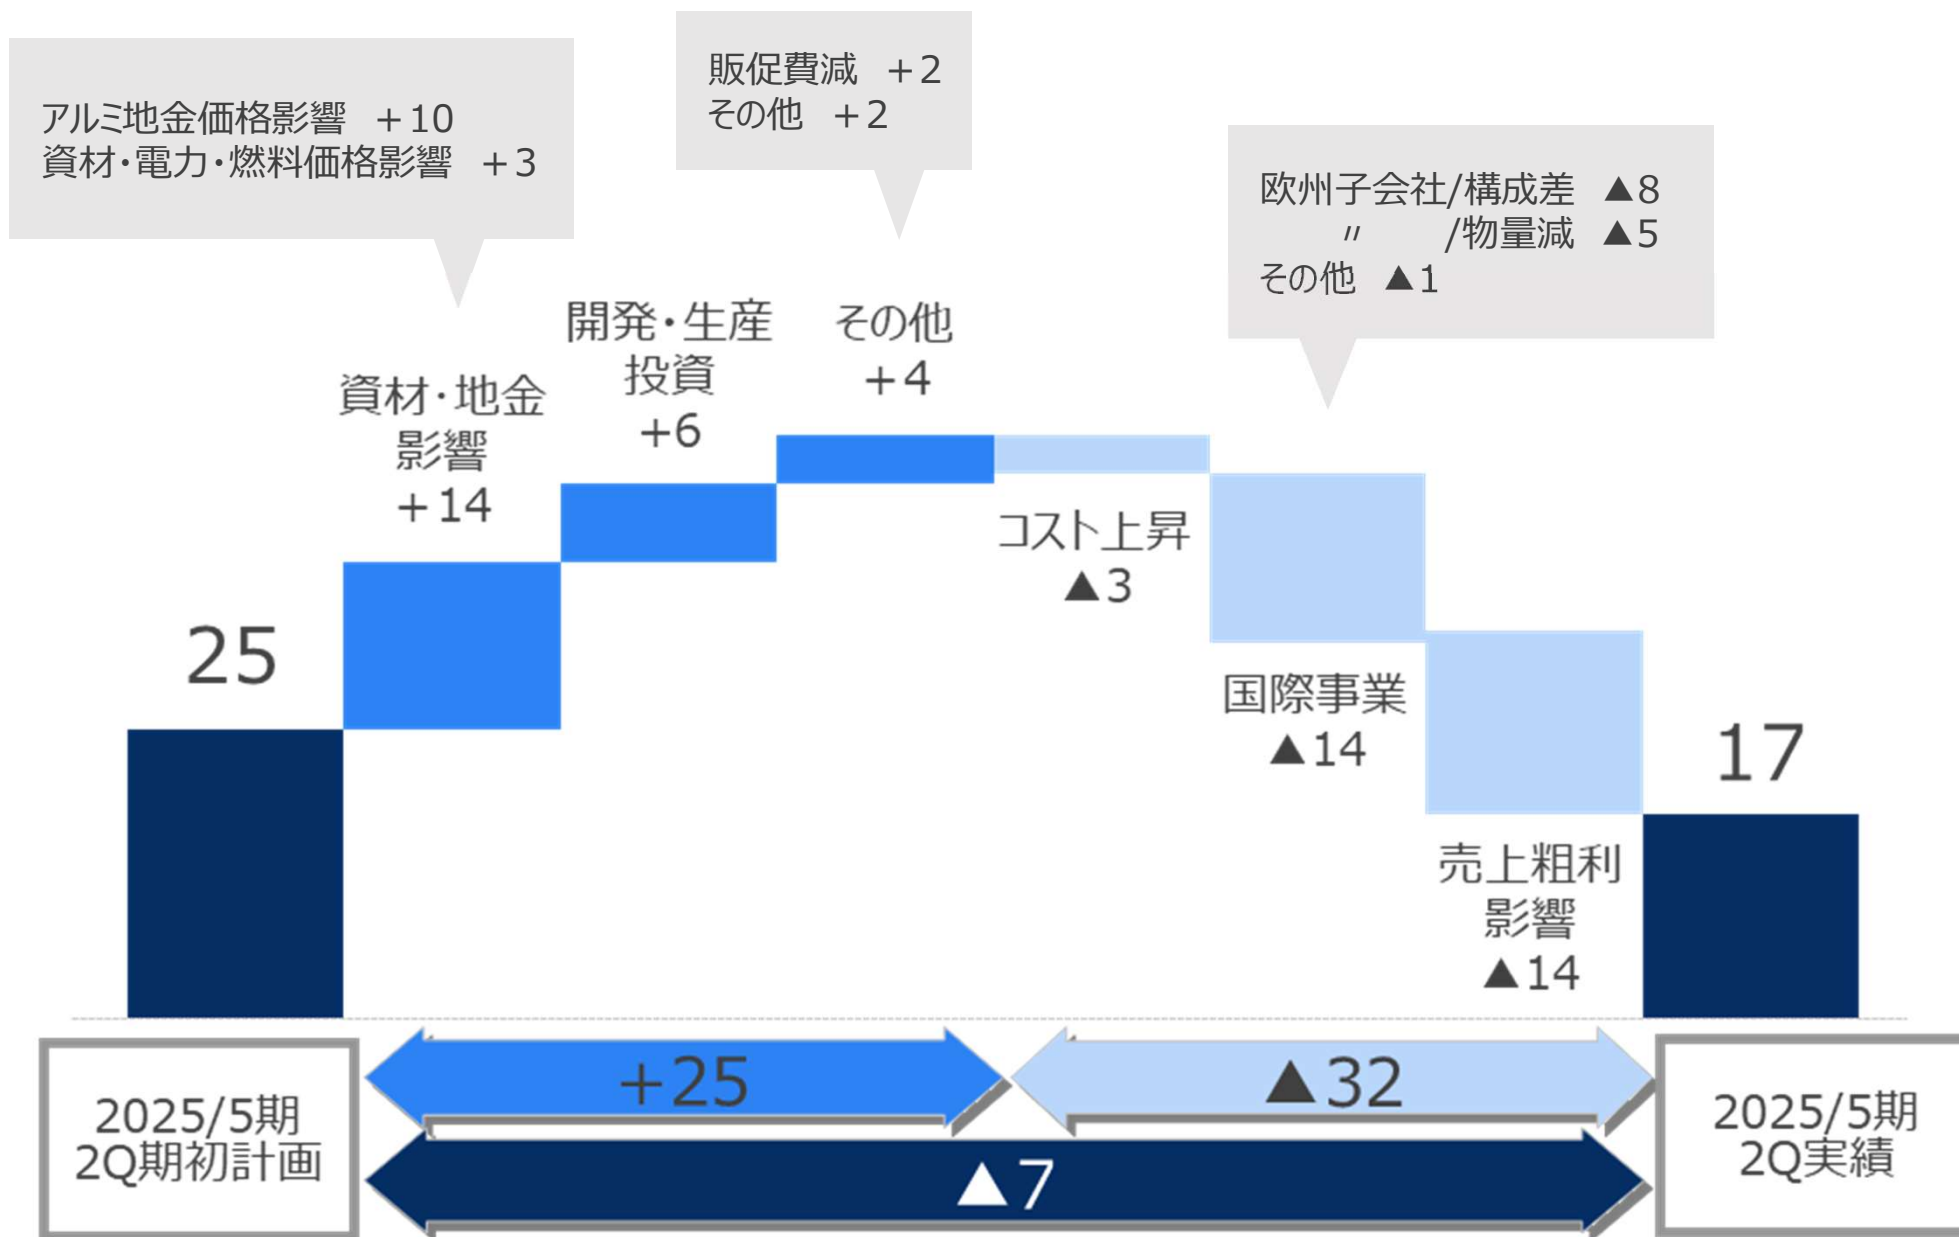 アルミ地金価格影響 +10
資材・電力・燃料価格影響 +3
販促費減 +2
その他 +2
欧州子会社/構成差 ▲8
〃 /物量減 ▲5
その他 ▲1
25
資材・地金
影響
+14
開発・生産
投資
+6
その他
+4
コスト上昇
▲3
国際事業
▲14
売上粗利
影響
▲14
17
2025/5期
2Q期初計画
+25
▲32
▲7
2025/5期
2Q実績